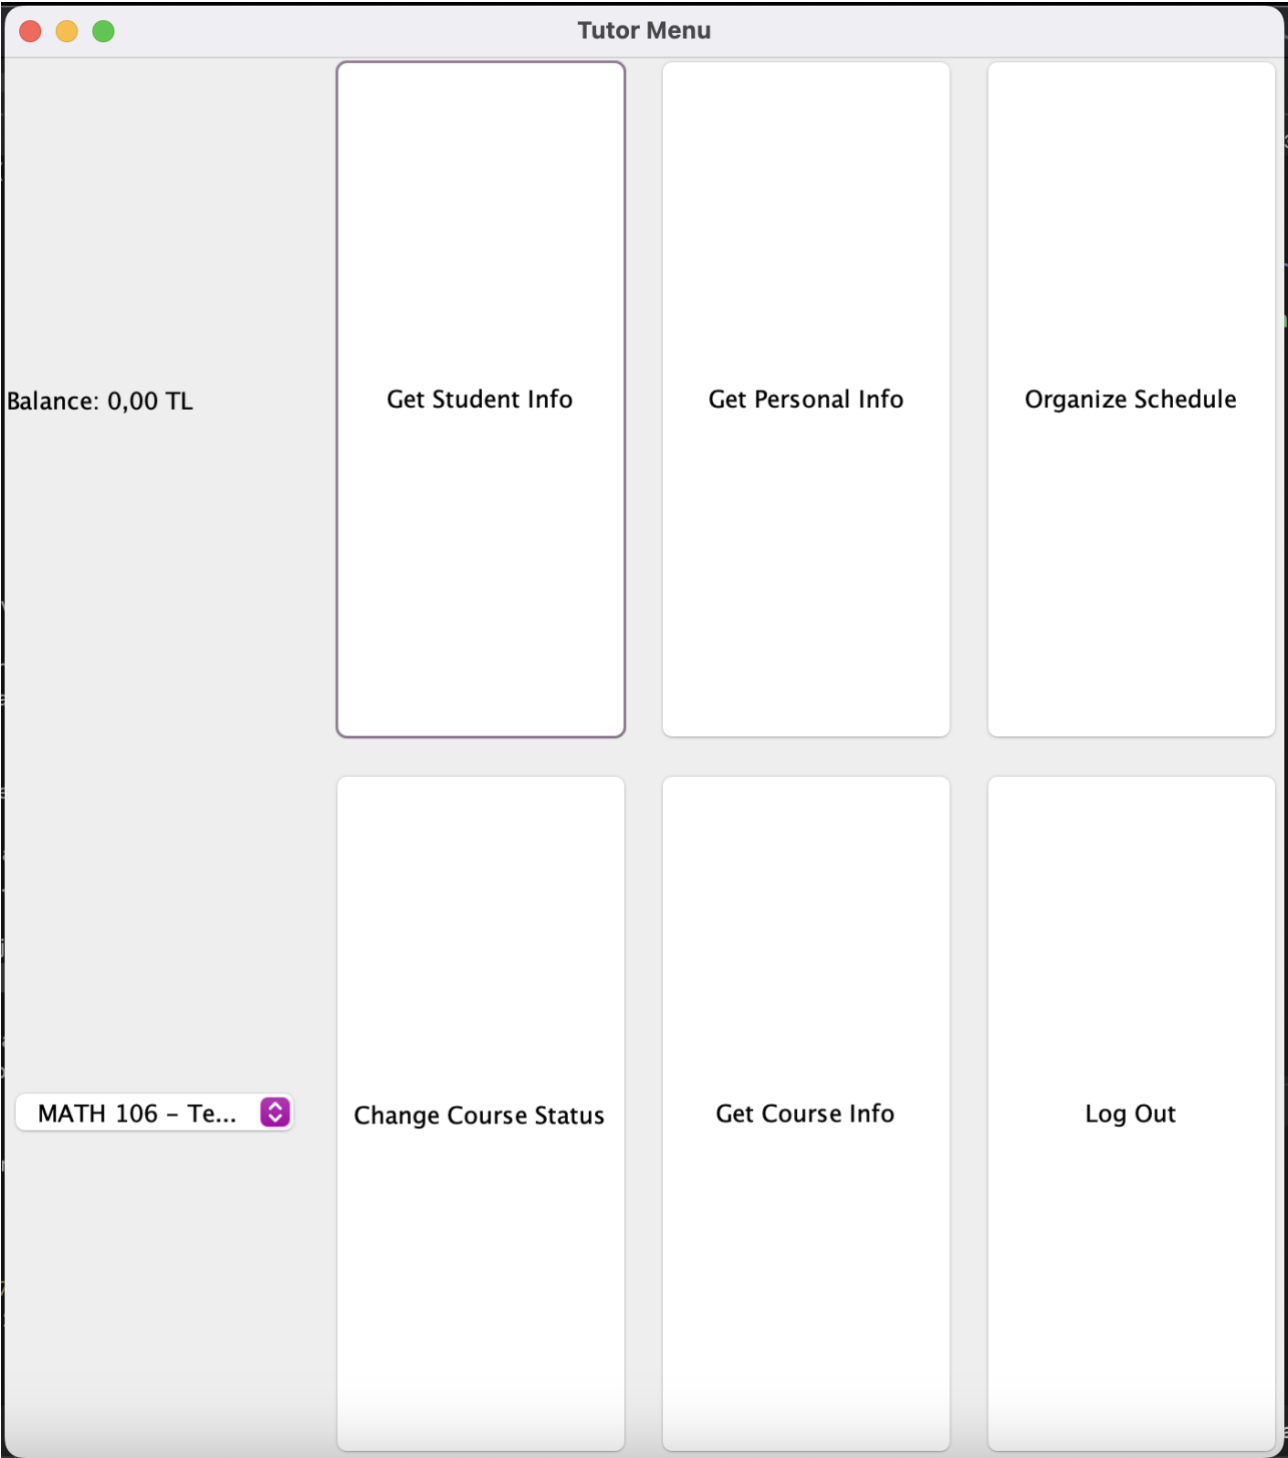 Tutor Menu
Balance: 0,00 TL
Get Student Info
Get Personal Info
Organize Schedule
MATH 106 – Te...
Change Course Status
Get Course Info
Log Out